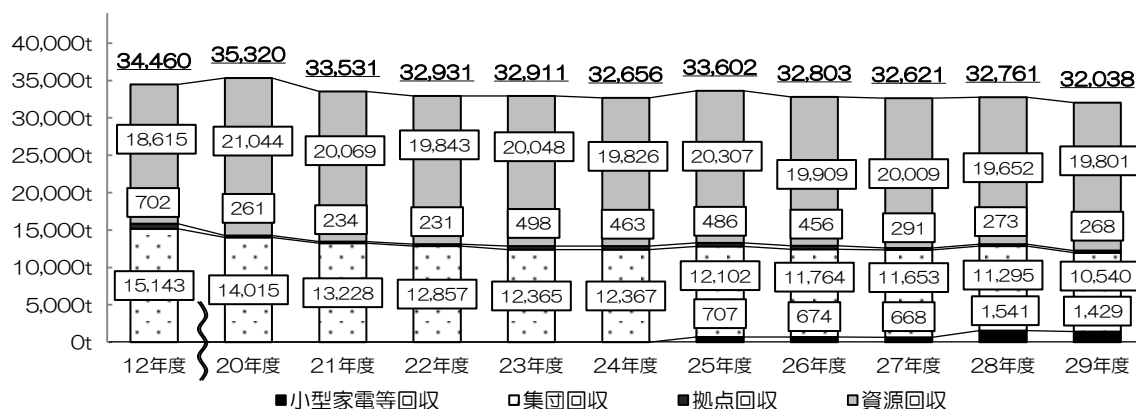 40,000t
35,000t
30,000t
25,000t
20,000t
15,000t
10,000t
5,000t
0t
34,460 35,320 33,531 32,931 32,911 32,656 33,602 32,803 32,621 32,761 32,038
18,615 21,044 20,069 19,843 20,048 19,826 20,307 19,909 20,009 19,652 19,801
702 261 234 231 498 463 486 456 291 273 268
15,143 14,015 13,228 12,857 12,365 12,367 12,102 11,764 11,653 11,295 10,540
707 674 668 1,541 1,429
12年度 20年度 21年度 22年度 23年度 24年度 25年度 26年度 27年度 28年度 29年度
■小型家電等回収 □集団回収 ■拠点回収 ■資源回収